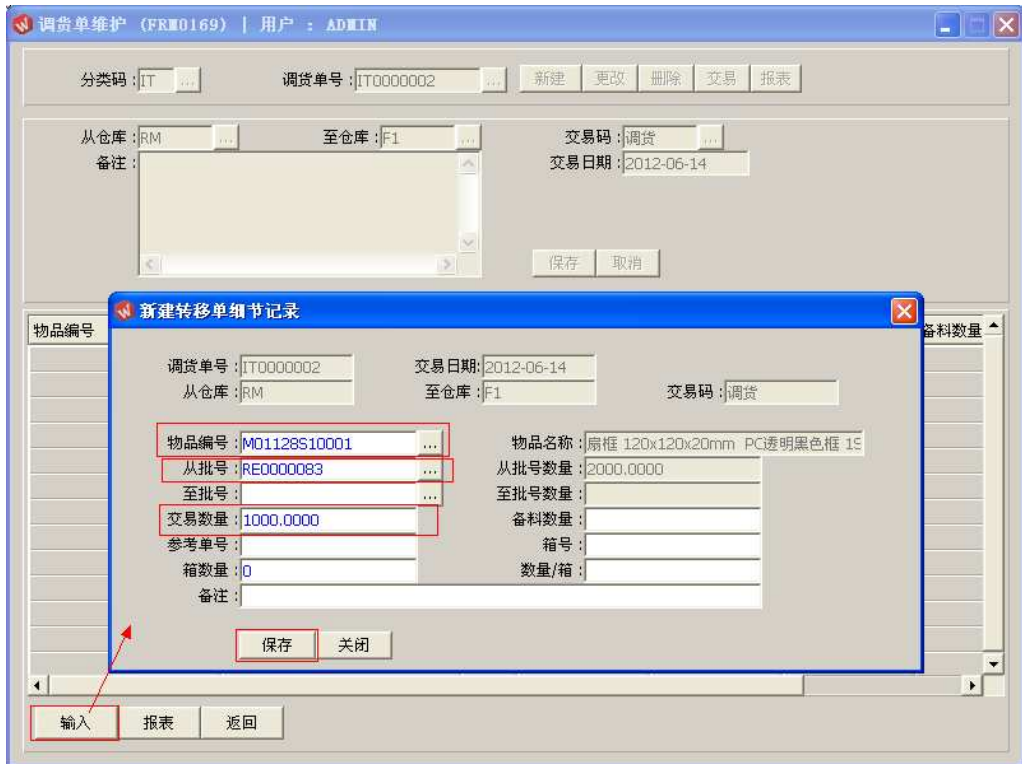 调货单维护 (FRM0169) | 用户 : ADMIN
分类码 : IT ... 调货单号 : IT0000002 ... 新建 更改 删除 交易 报表
从仓库 : RM ... 至仓库 : F1 ... 交易码 : 调货 ...
备注 : 交易日期 : 2012-06-14
保存 取消
新建转移单细节记录
物品编号 备料数量
调货单号 : IT0000002 交易日期: 2012-06-14
从仓库 : RM 至仓库 : F1 交易码 : 调货
物品编号 : M01128S10001 ... 物品名称 : 扇框 120x120x20mm PC透明黑色框 19
从批号 : RE0000083 ... 从批号数量 : 2000.0000
至批号 : ... 至批号数量 :
交易数量 : 1000.0000 备料数量 :
参考单号 : 箱号 :
箱数量 : 0 数量/箱 :
备注 :
保存 关闭
输入 报表 返回